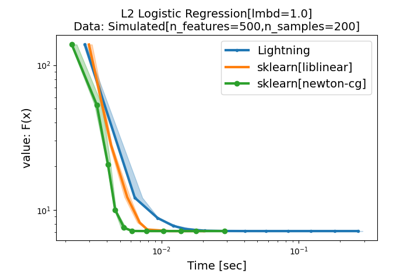 L2 Logistic Regression[lmbd=1.0]
Data: Simulated[n_features=500,n_samples=200]
Lightning
sklearn[liblinear]
sklearn[newton-cg]
value: F(x)
10²
10¹
10⁻²
10⁻¹
Time [sec]